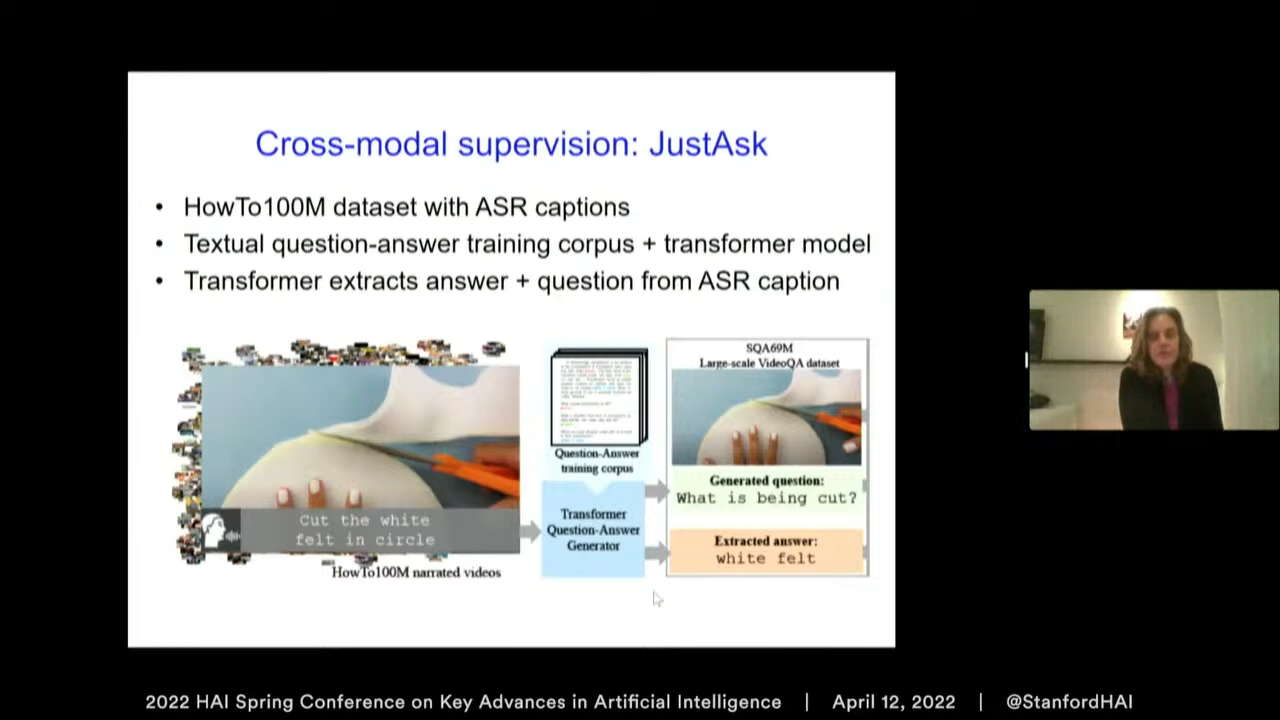 Cross-modal supervision: JustAsk
• HowTo100M dataset with ASR captions
• Textual question-answer training corpus + transformer model
• Transformer extracts answer + question from ASR caption
Cut the white
felt in circle
HowTo100M narrated videos
Question-Answer
training corpus
Transformer
Question-Answer
Generator
SQA69M
Large-scale VideoQA dataset
Generated question:
What is being cut?
Extracted answer:
white felt
2022 HAI Spring Conference on Key Advances in Artificial Intelligence | April 12, 2022 | @StanfordHAI